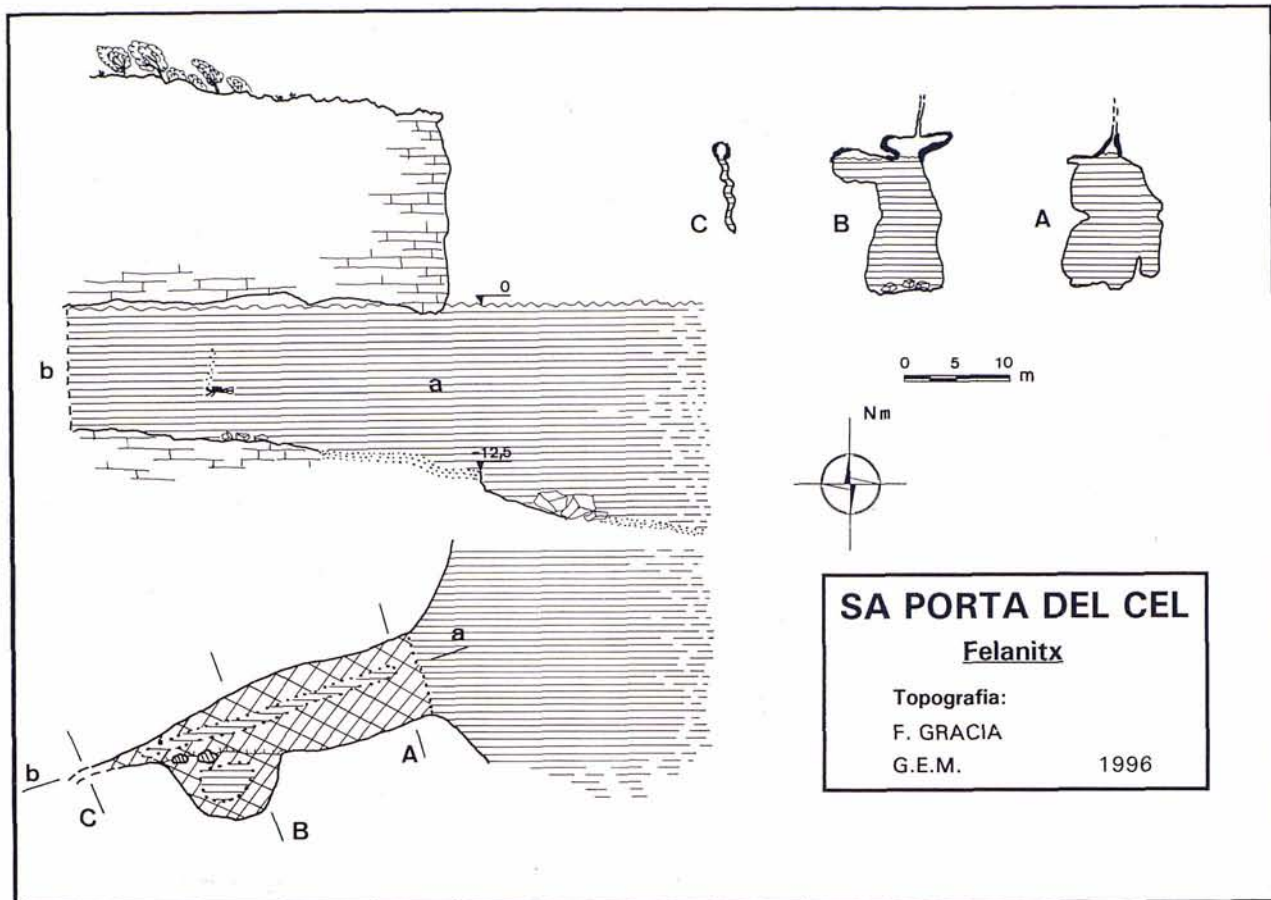 C
B
A
0
b
a
0 5 10 m
-12,5
Nm
a
A
b
C
B
SA PORTA DEL CEL
Felanitx
Topografia:
F. GRACIA
G.E.M. 1996